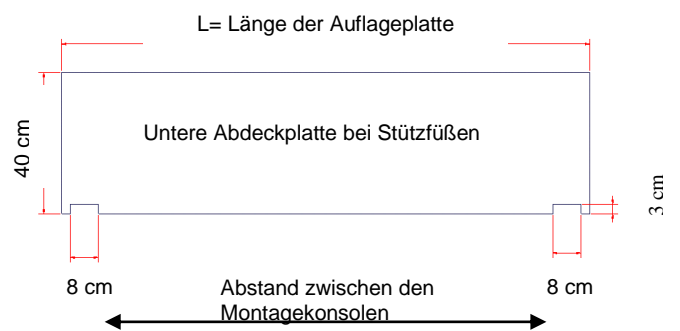 L= Länge der Auflageplatte
40 cm
Untere Abdeckplatte bei Stützfüßen
3 cm
8 cm
Abstand zwischen den
Montagekonsolen
8 cm